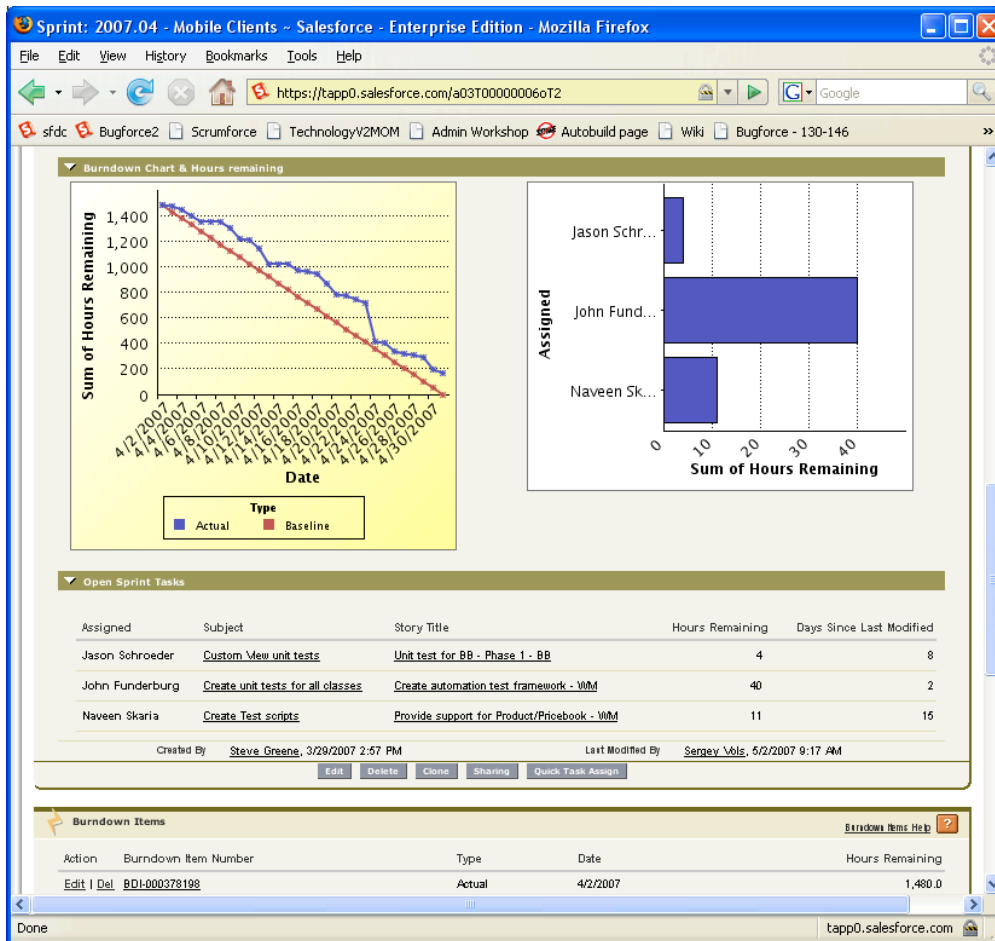 Sprint: 2007.04 - Mobile Clients ~ Salesforce - Enterprise Edition - Mozilla Firefox
File Edit View History Bookmarks Tools Help
https://tapp0.salesforce.com/a03T00000006oT2
Google
sfdc Bugforce2 Scrumforce TechnologyV2MOM Admin Workshop Autobuild page Wiki Bugforce - 130-146 »
Burndown Chart & Hours remaining
Sum of Hours Remaining
1,400
1,200
1,000
800
600
400
200
0
4/2/2007 4/4/2007 4/6/2007 4/8/2007 4/10/2007 4/12/2007 4/14/2007 4/16/2007 4/18/2007 4/20/2007 4/22/2007 4/24/2007 4/26/2007 4/28/2007 4/30/2007
Date
Type
Actual Baseline
Assigned
Jason Schr...
John Fund...
Naveen Sk...
0 10 20 30 40
Sum of Hours Remaining
Open Sprint Tasks
Assigned Subject Story Title Hours Remaining Days Since Last Modified
Jason Schroeder Custom View unit tests Unit test for BB - Phase 1 - BB 4 8
John Funderburg Create unit tests for all classes Create automation test framework - WM 40 2
Naveen Skaria Create Test scripts Provide support for Product/Pricebook - WM 11 15
Created By Steve Greene, 3/29/2007 2:57 PM Last Modified By Sergey Vols, 5/2/2007 9:17 AM
Edit Delete Clone Sharing Quick Task Assign
Burndown Items
Burndown Items Help ?
Action Burndown Item Number Type Date Hours Remaining
Edit | Del BDI-000378198 Actual 4/2/2007 1,480.0
Done tapp0.salesforce.com